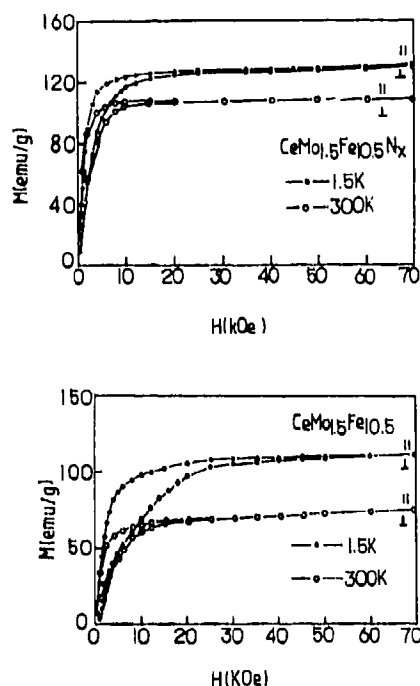 160
120
80
40
0
M(emu/g)
||
⊥
||
⊥
CeMo1.5Fe10.5Nx
1.5K
300K
0 10 20 30 40 50 60 70
H(kOe)
150
100
50
0
M(emu/g)
CeMo1.5Fe10.5
||
⊥
||
⊥
1.5K
300K
0 10 20 30 40 50 60 70
H(KOe)